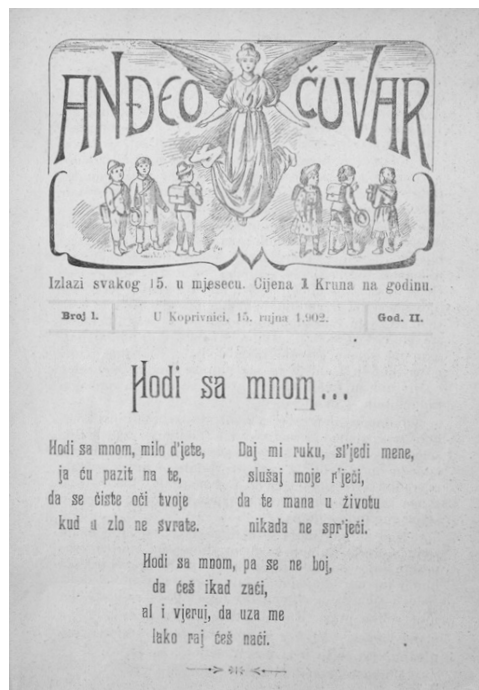 ANĐEO ČUVAR
Izlazi svakog 15. u mjesecu. Cijena 1 Kruna na godinu.
Broj 1. U Koprivnici, 15. rujna 1902. God. II.
Hodi sa mnom...
Hodi sa mnom, milo d'jete,
ja ću pazit na te,
da se čiste oči tvoje
kud u zlo ne svrate.
Daj mi ruku, sl'jedi mene,
slušaj moje r'ječi,
da te mana u životu
nikada ne spr'ječi.
Hodi sa mnom, pa se ne boj,
da ćeš ikad zaći,
al i vjeruj, da uza me
lako raj ćeš naći.